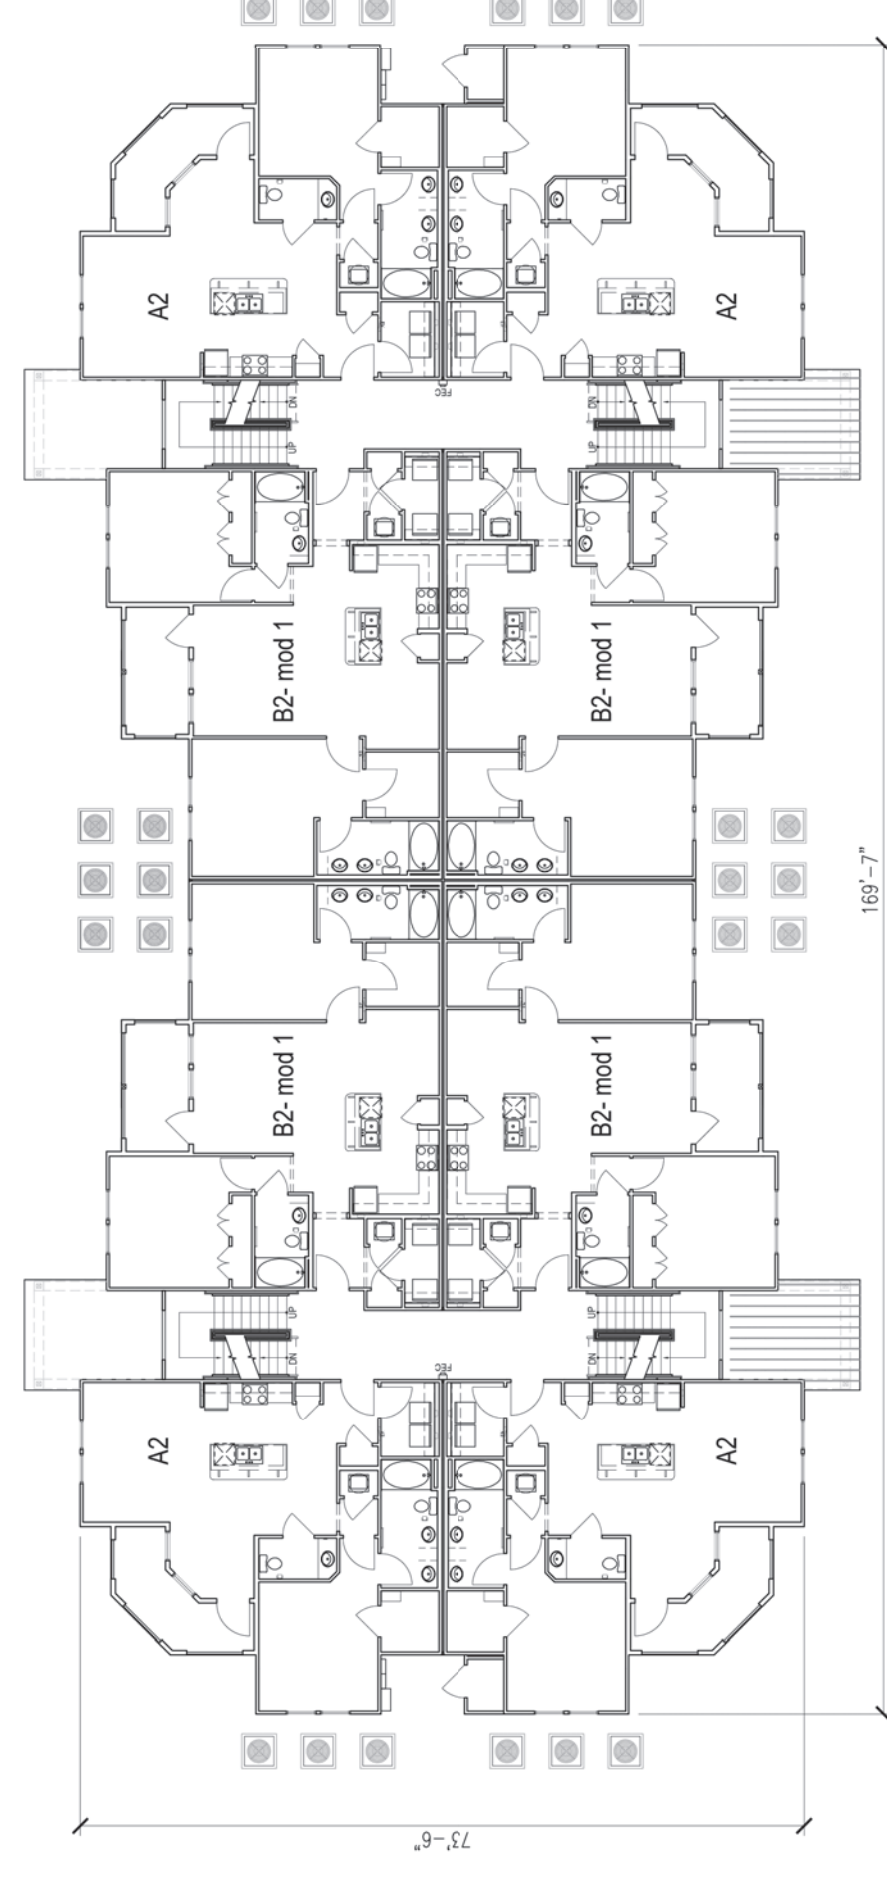 A2
A2
DN
UP
FEC
DN
UP
B2- mod 1
B2- mod 1
169'-7"
B2- mod 1
B2- mod 1
UP
DN
FEC
UP
DN
A2
A2
73'-6"